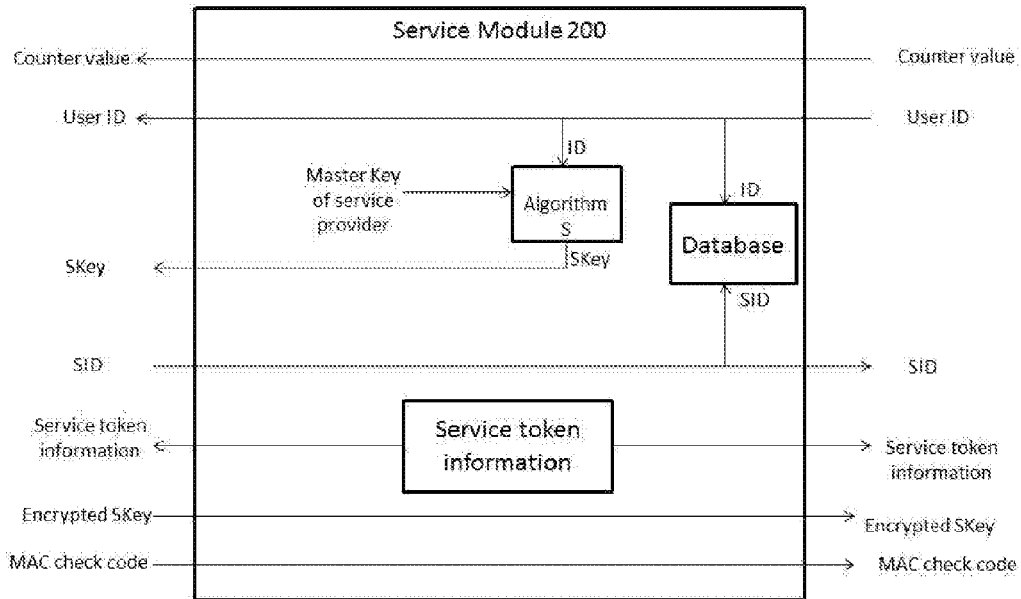 Service Module 200
Counter value
Counter value
User ID
User ID
ID
ID
Master Key
of service
provider
Algorithm
S
SKey
Database
SKey
SID
SID
SID
Service token
information
Service token
information
Service token
information
Encrypted SKey
Encrypted SKey
MAC check code
MAC check code